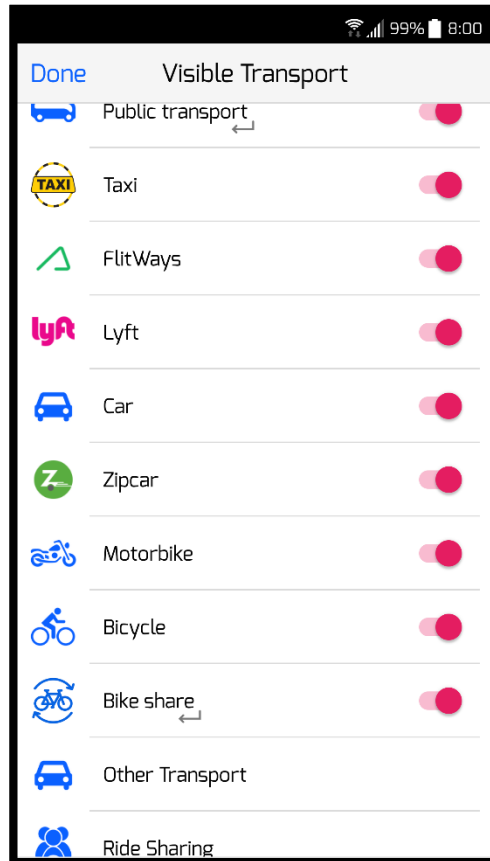 99% 8:00
Done Visible Transport
Public transport
TAXI Taxi
FlitWays
lyft Lyft
Car
Z Zipcar
Motorbike
Bicycle
Bike share
Other Transport
Ride Sharing